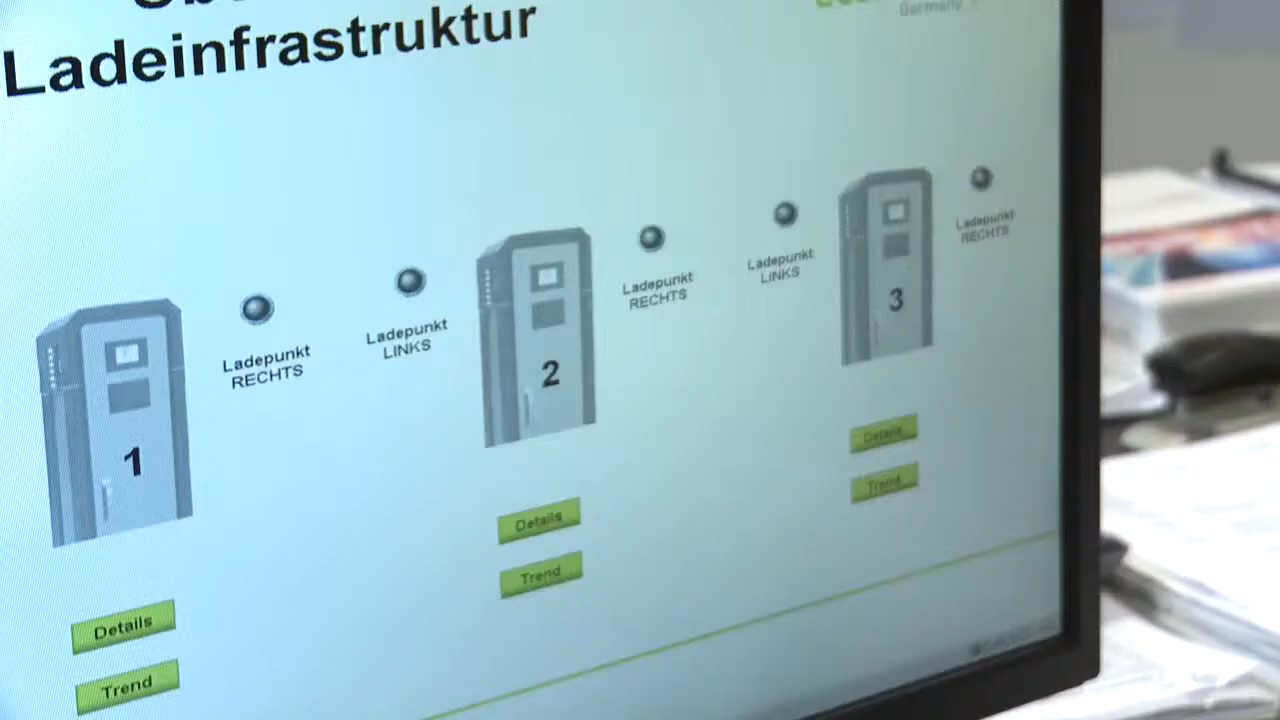 Ladeinfrastruktur
Germany
Ladepunkt
RECHTS
Ladepunkt
LINKS
Ladepunkt
RECHTS
Ladepunkt
LINKS
Ladepunkt
RECHTS
1
2
3
Details
Trend
Details
Trend
Details
Trend